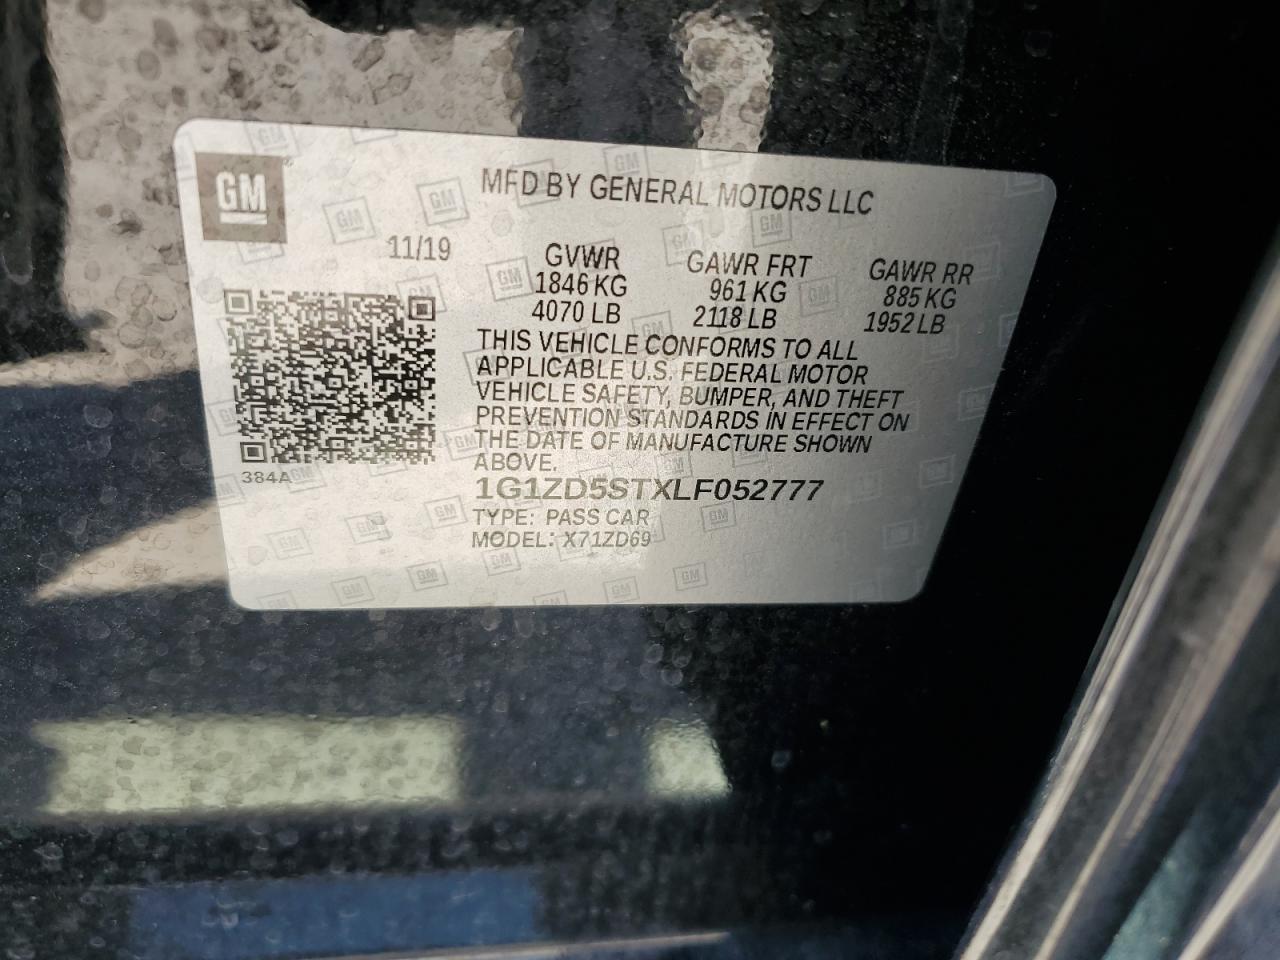 GM
MFD BY GENERAL MOTORS LLC
11/19
GVWR GAWR FRT GAWR RR
1846 KG 961 KG 885 KG
4070 LB 2118 LB 1952 LB
THIS VEHICLE CONFORMS TO ALL
APPLICABLE U.S. FEDERAL MOTOR
VEHICLE SAFETY, BUMPER, AND THEFT
PREVENTION STANDARDS IN EFFECT ON
THE DATE OF MANUFACTURE SHOWN
ABOVE.
384A
1G1ZD5STXLF052777
TYPE: PASS CAR
MODEL: X71ZD69